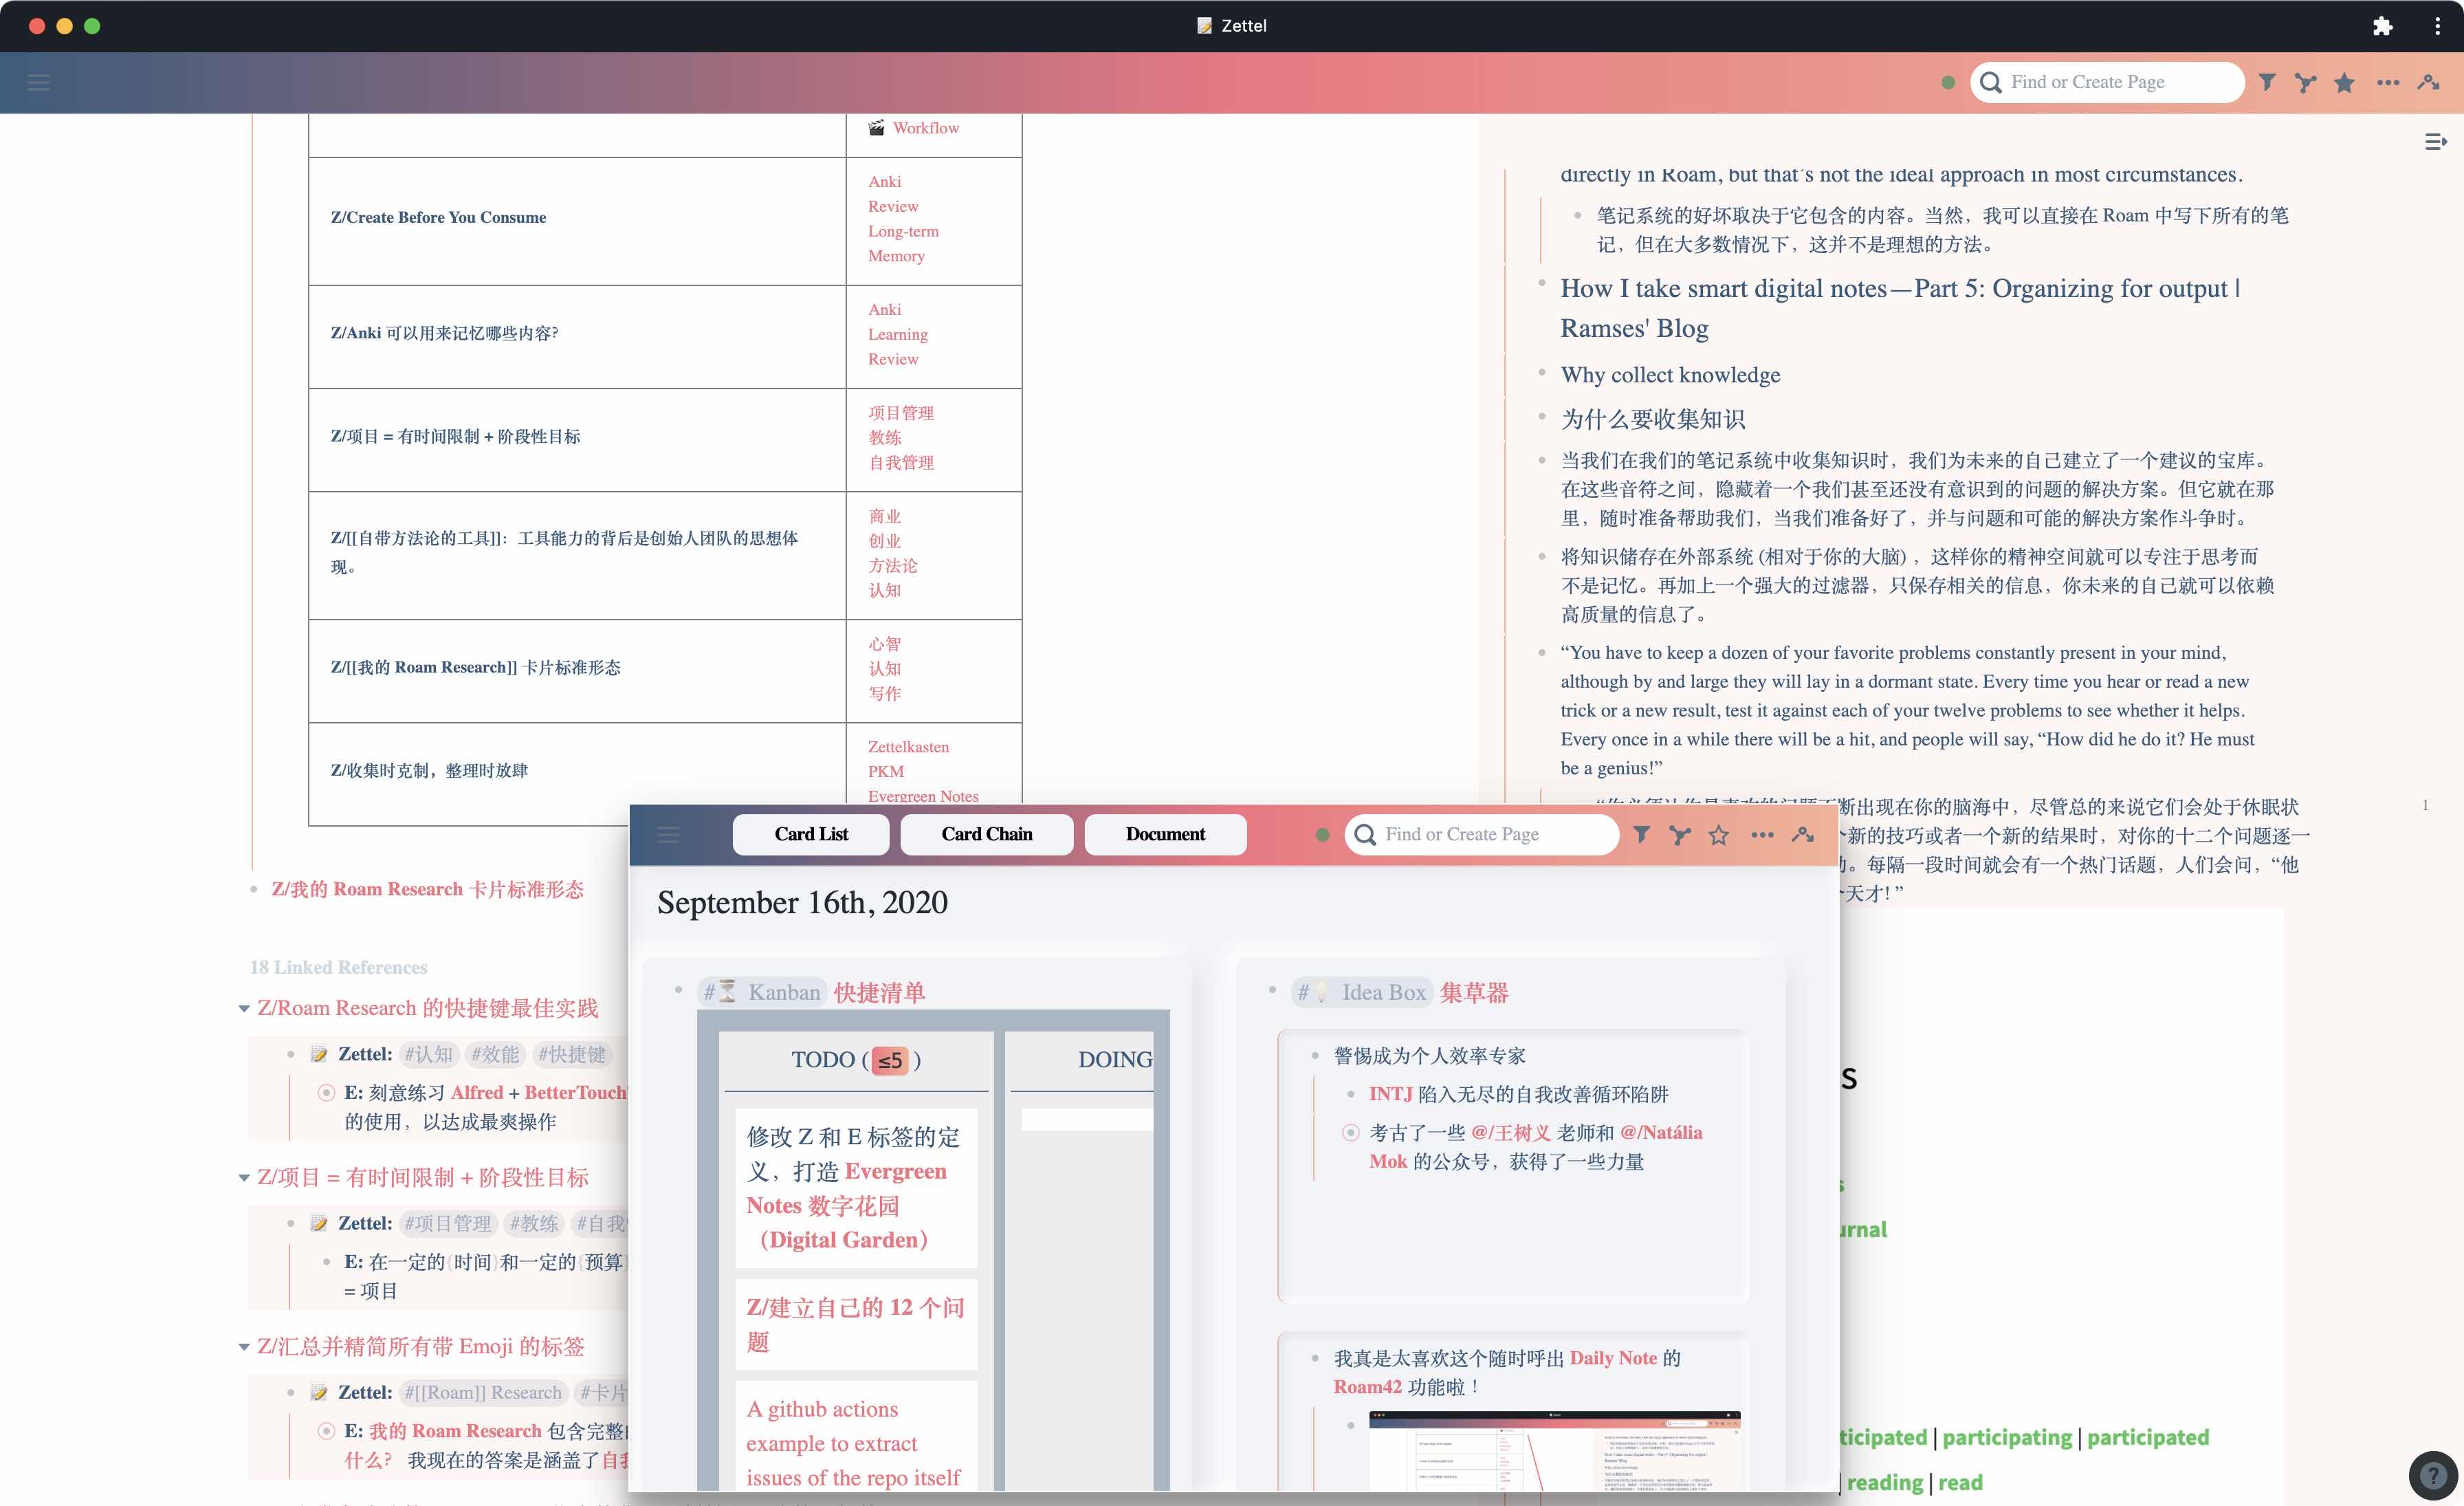 Zettel
Find or Create Page
Workflow
Z/Create Before You Consume
Anki
Review
Long-term
Memory
Z/Anki 可以用来记忆哪些内容?
Anki
Learning
Review
Z/项目 = 有时间限制 + 阶段性目标
项目管理
教练
自我管理
Z/[[自带方法论的工具]]：工具能力的背后是创始人团队的思想体
现。
商业
创业
方法论
认知
Z/[[我的 Roam Research]] 卡片标准形态
心智
认知
写作
Z/收集时克制，整理时放肆
Zettelkasten
PKM
Evergreen Notes
Z/我的 Roam Research 卡片标准形态
18 Linked References
Z/Roam Research 的快捷键最佳实践
Zettel: #认知 #效能 #快捷键
E: 刻意练习 Alfred + BetterTouch
的使用，以达成最爽操作
Z/项目 = 有时间限制 + 阶段性目标
Zettel: #项目管理 #教练 #自我
E: 在一定的{时间}和一定的{预算}
= 项目
Z/汇总并精简所有带 Emoji 的标签
Zettel: #[[Roam]] Research #卡片
E: 我的 Roam Research 包含完整
什么? 我现在的答案是涵盖了自我
directly in Roam, but that's not the ideal approach in most circumstances.
笔记系统的好坏取决于它包含的内容。当然，我可以直接在 Roam 中写下所有的笔
记，但在大多数情况下，这并不是理想的方法。
How I take smart digital notes—Part 5: Organizing for output |
Ramses' Blog
Why collect knowledge
为什么要收集知识
当我们在我们的笔记系统中收集知识时，我们为未来的自己建立了一个建议的宝库。
在这些音符之间，隐藏着一个我们甚至还没有意识到的问题的解决方案。但它就在那
里，随时准备帮助我们，当我们准备好了，并与问题和可能的解决方案作斗争时。
将知识储存在外部系统 (相对于你的大脑) ，这样你的精神空间就可以专注于思考而
不是记忆。再加上一个强大的过滤器，只保存相关的信息，你未来的自己就可以依赖
高质量的信息了。
“You have to keep a dozen of your favorite problems constantly present in your mind,
although by and large they will lay in a dormant state. Every time you hear or read a new
trick or a new result, test it against each of your twelve problems to see whether it helps.
Every once in a while there will be a hit, and people will say, “How did he do it? He must
be a genius!”
断出现在你的脑海中，尽管总的来说它们会处于休眠状
新的技巧或者一个新的结果时，对你的十二个问题逐一
。每隔一段时间就会有一个热门话题，人们会问，“他
天才! ”
1
s
s
urnal
ticipated | participating | participated
| reading | read
?
Card List
Card Chain
Document
Find or Create Page
September 16th, 2020
#⏳ Kanban 快捷清单
TODO ( ≤5 )
DOING
修改 Z 和 E 标签的定
义，打造 Evergreen
Notes 数字花园
（Digital Garden）
Z/建立自己的 12 个问
题
A github actions
example to extract
issues of the repo itself
#💡 Idea Box 集草器
警惕成为个人效率专家
INTJ 陷入无尽的自我改善循环陷阱
考古了一些 @/王树义 老师和 @/Natália
Mok 的公众号，获得了一些力量
我真是太喜欢这个随时呼出 Daily Note 的
Roam42 功能啦！